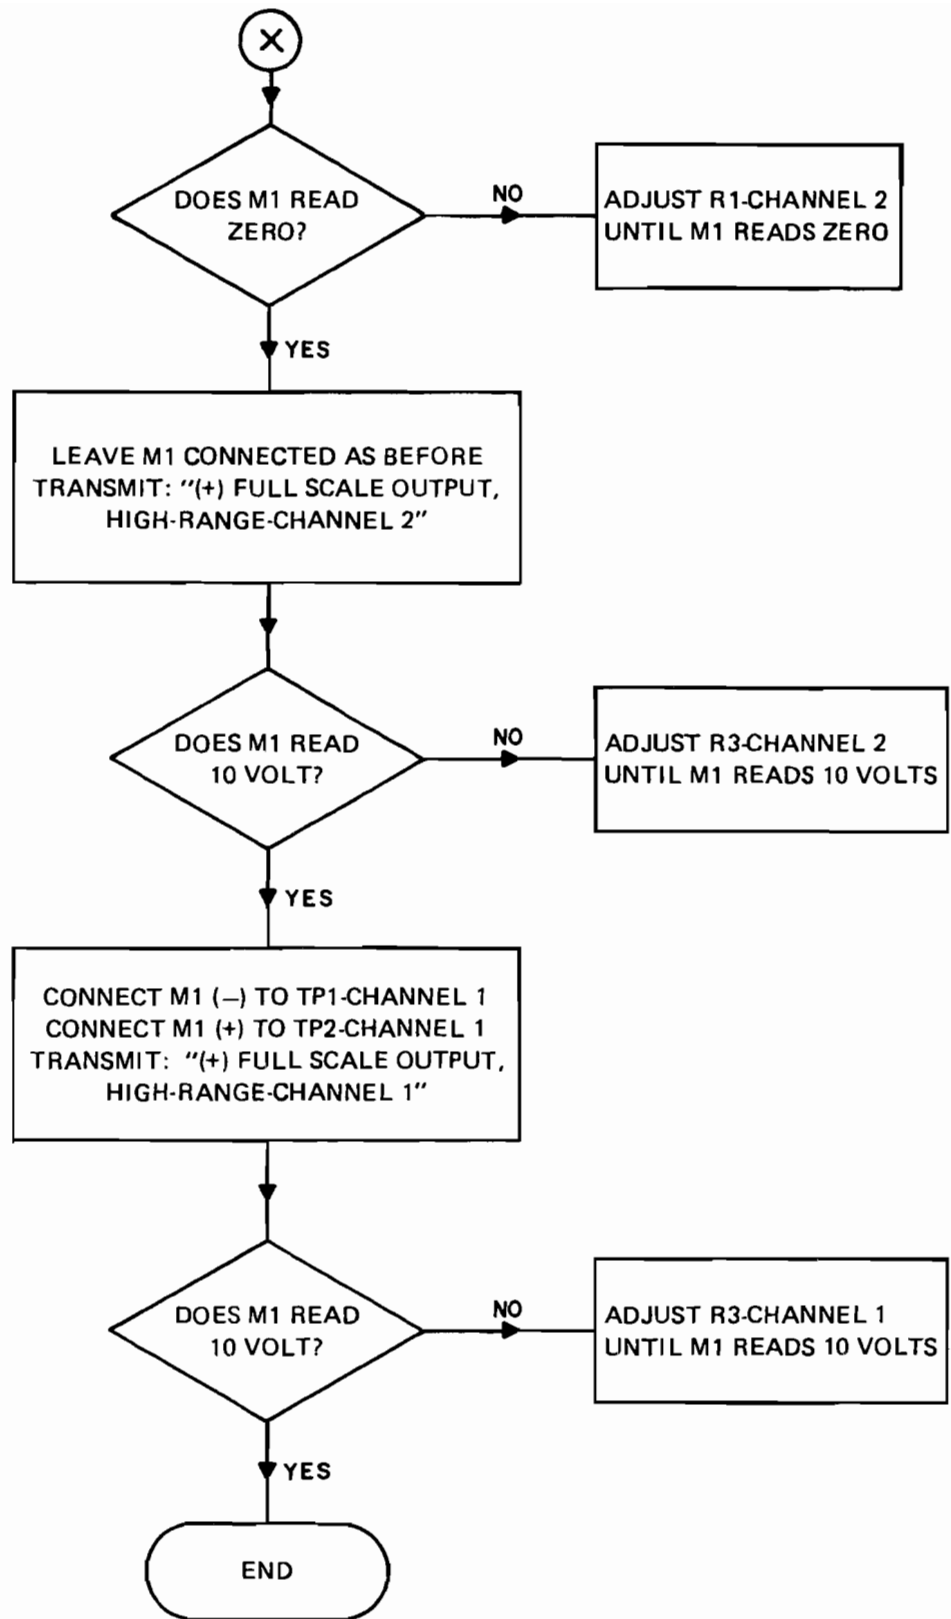 X
DOES M1 READ
ZERO?
NO
ADJUST R1-CHANNEL 2
UNTIL M1 READS ZERO
YES
LEAVE M1 CONNECTED AS BEFORE
TRANSMIT: "(+) FULL SCALE OUTPUT,
HIGH-RANGE-CHANNEL 2"
DOES M1 READ
10 VOLT?
NO
ADJUST R3-CHANNEL 2
UNTIL M1 READS 10 VOLTS
YES
CONNECT M1 (–) TO TP1-CHANNEL 1
CONNECT M1 (+) TO TP2-CHANNEL 1
TRANSMIT: "(+) FULL SCALE OUTPUT,
HIGH-RANGE-CHANNEL 1"
DOES M1 READ
10 VOLT?
NO
ADJUST R3-CHANNEL 1
UNTIL M1 READS 10 VOLTS
YES
END